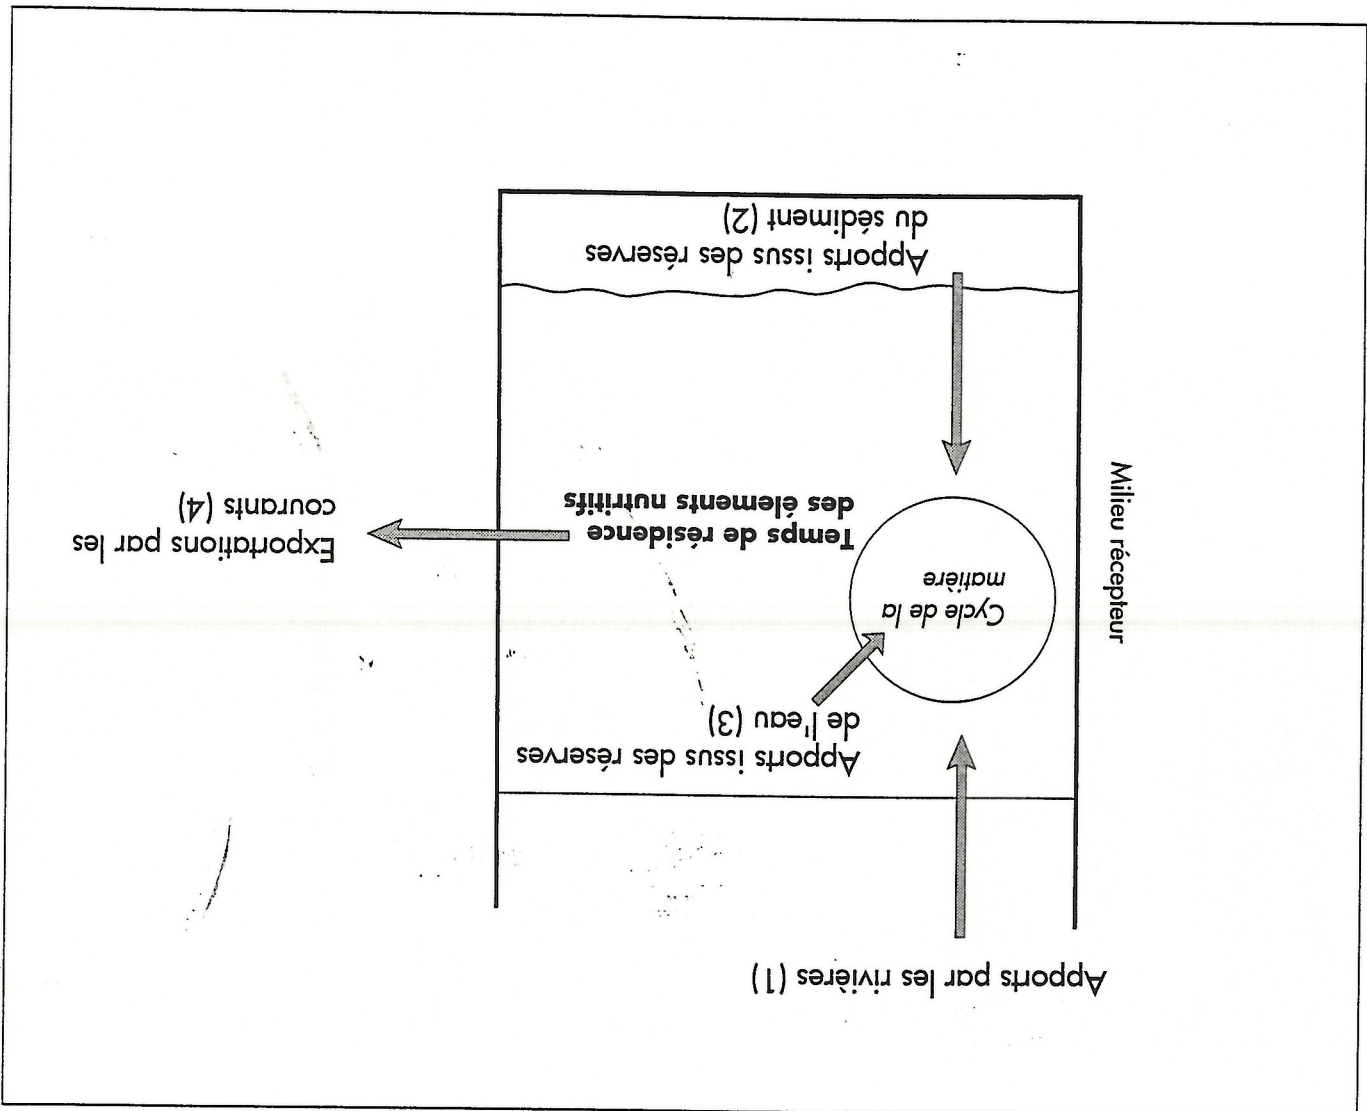 Apports par les rivières (1)
Milieu récepteur
Apports issus des réserves
de l'eau (3)
Cycle de la
matière
Temps de résidence
des élements nutritifs
Exportations par les
courants (4)
Apports issus des réserves
du sédiment (2)